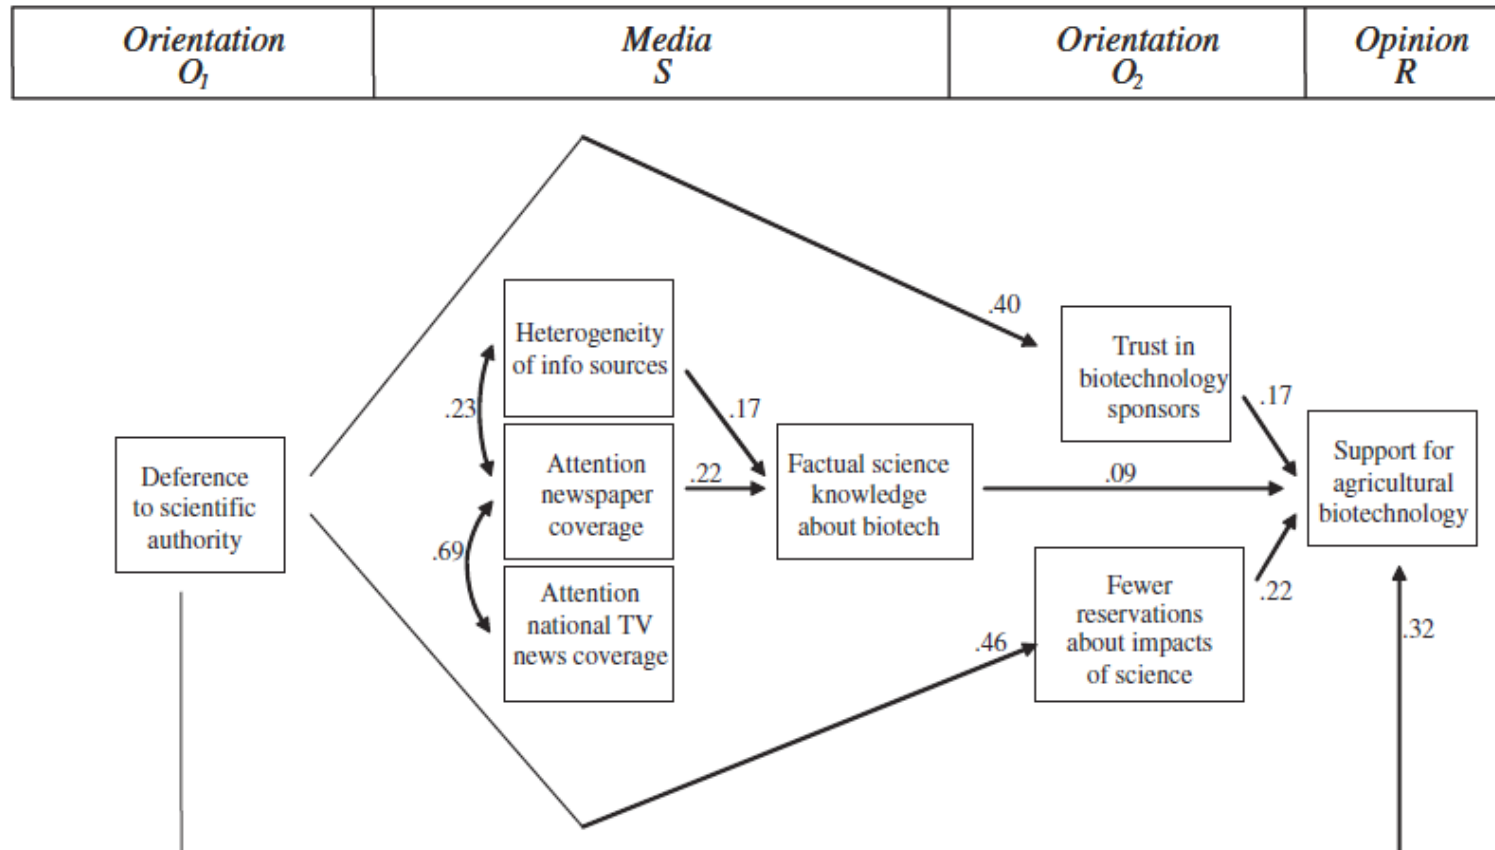 Orientation
O1
Media
S
Orientation
O2
Opinion
R
.40
Heterogeneity
of info sources
.23
.17
Trust in
biotechnology
sponsors
.17
Deference
to scientific
authority
Attention
newspaper
coverage
.22
Factual science
knowledge
about biotech
.09
Support for
agricultural
biotechnology
.69
Attention
national TV
news coverage
.46
Fewer
reservations
about impacts
of science
.22
.32